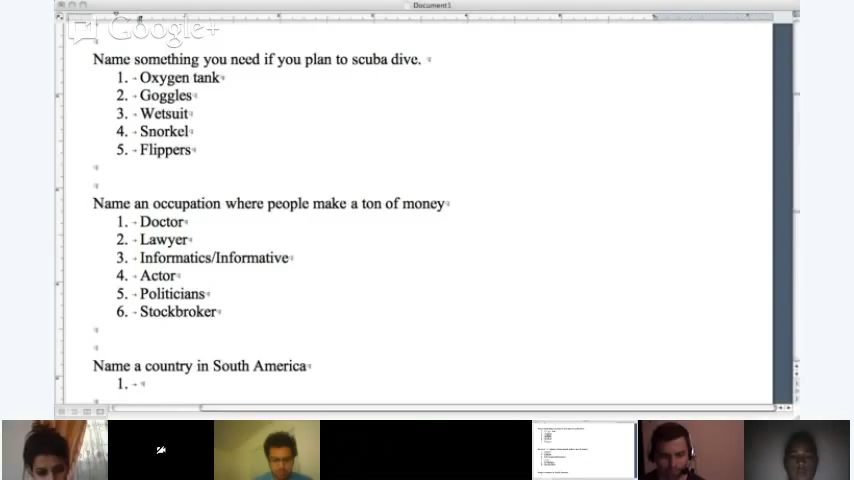 Document1
Google+
Name something you need if you plan to scuba dive.
1. Oxygen tank
2. Goggles
3. Wetsuit
4. Snorkel
5. Flippers
Name an occupation where people make a ton of money
1. Doctor
2. Lawyer
3. Informatics/Informative
4. Actor
5. Politicians
6. Stockbroker
Name a country in South America
1.